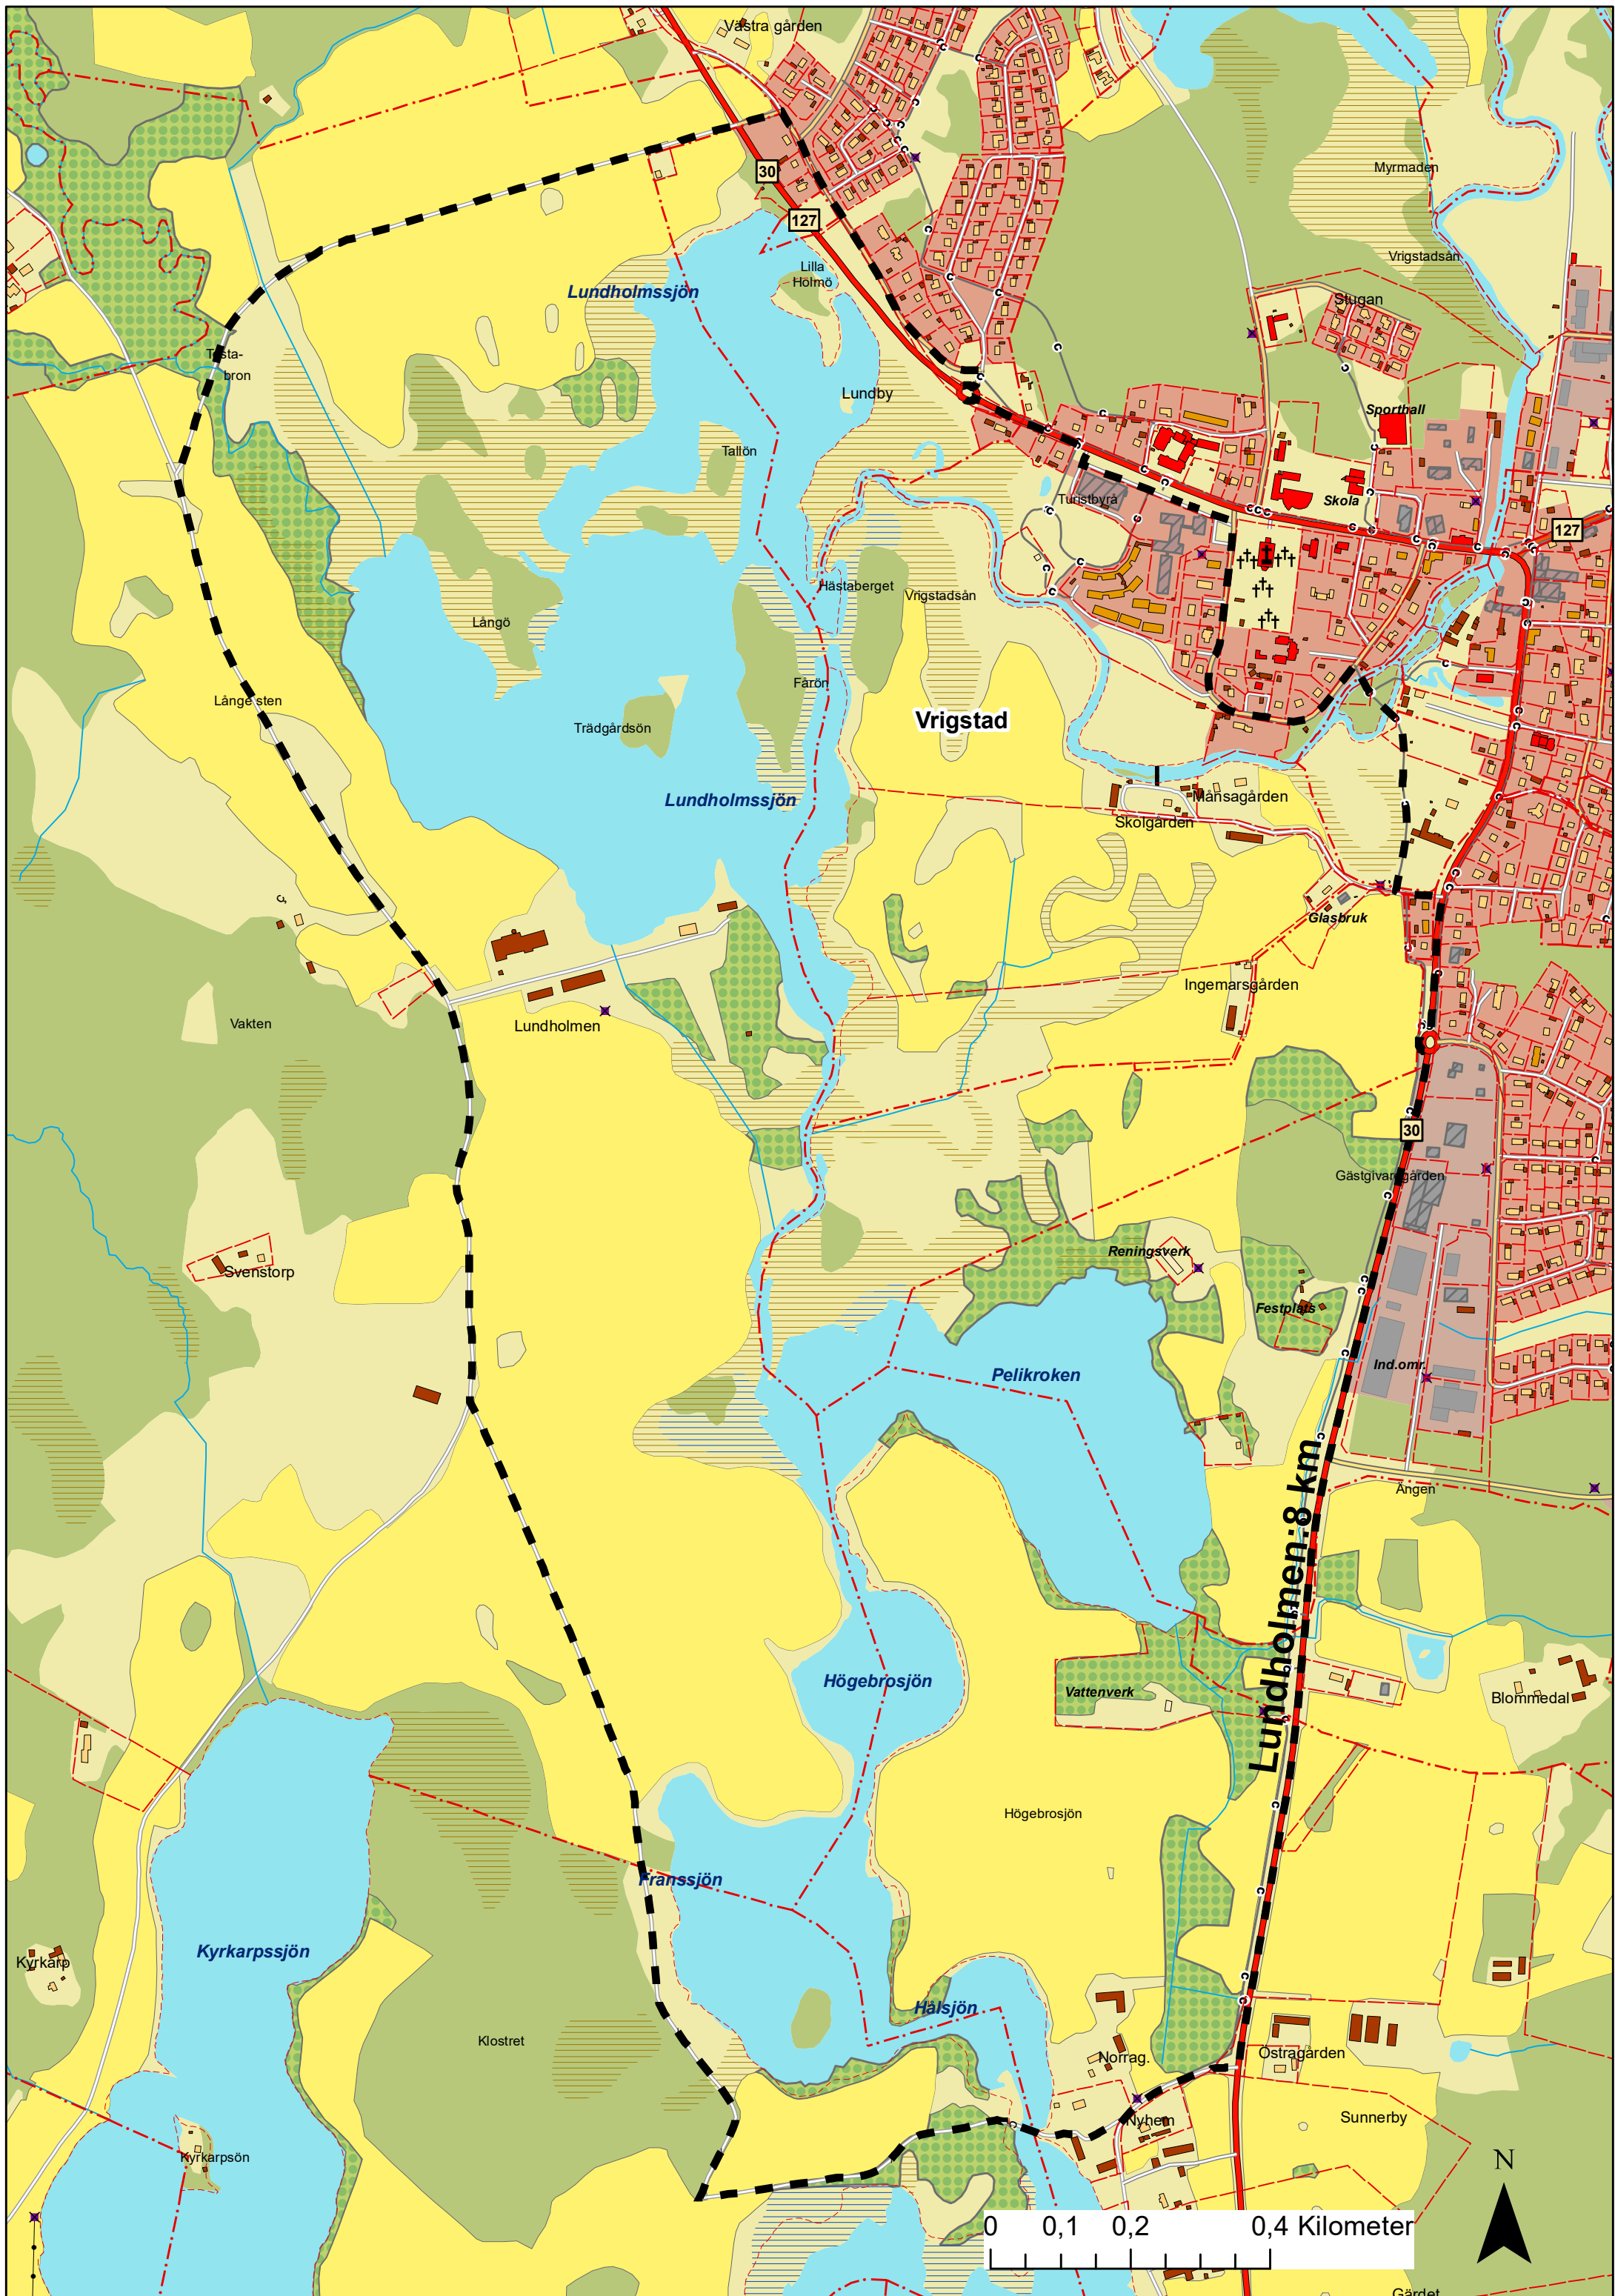 Västra gården
30
127
Myrmaden
Vrigstadsån
Lilla
Holmö
Lundholmssjön
Stugan
Tästa-
bron
Lundby
Sporthall
Tallön
Turistbyrå
Skola
127
Hästaberget
Vrigstadsån
Långö
Fårön
Långe sten
Trädgårdsön
Vrigstad
Lundholmssjön
Månsagården
Skolgården
Glasbruk
Ingemarsgården
Vakten
Lundholmen
30
Gästgivaregården
Reningsverk
Svenstorp
Festplats
Ind.omr.
Pelikroken
Ängen
Lundholmen:8 km
Högebrosjön
Vattenverk
Blommedal
Högebrosjön
Franssjön
Kyrkarpssjön
Kyrkarp
Hålsjön
Klostret
Norrag.
Östragården
Nyhem
Sunnerby
Kyrkarpsön
N
0 0,1 0,2 0,4 Kilometer
Gärdet